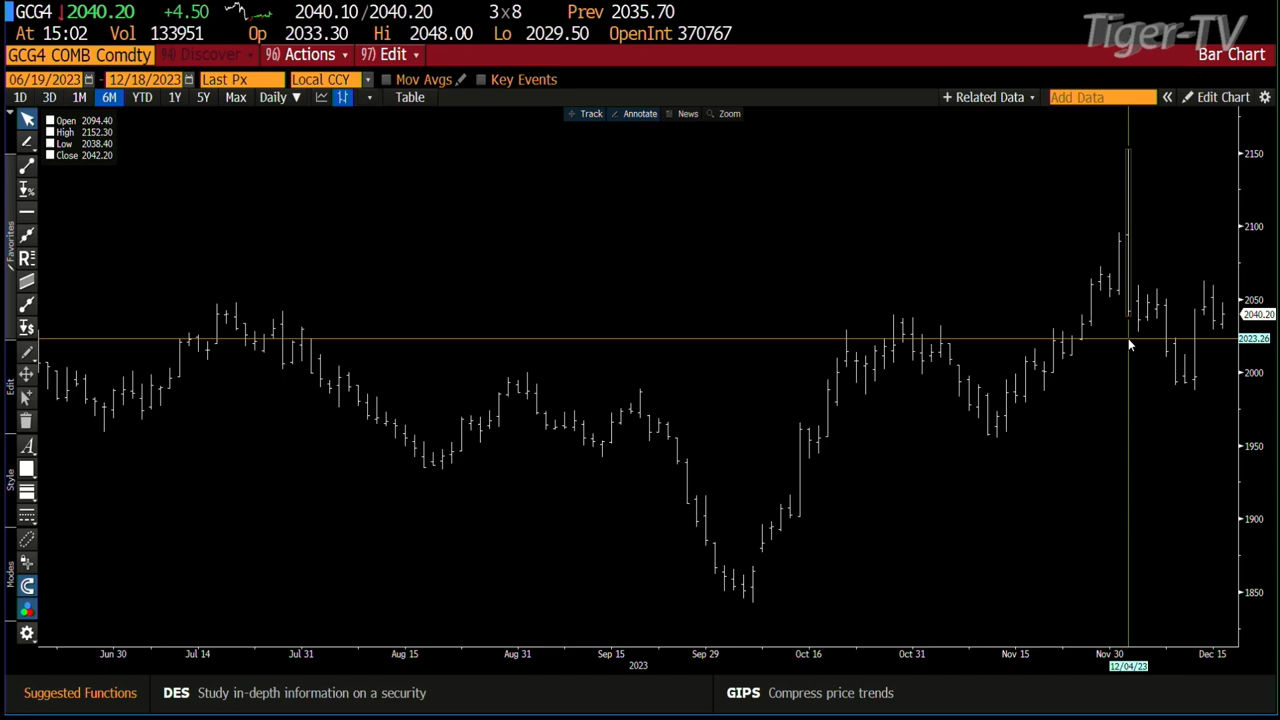 GCG4 ↓2040.20 +4.50 2040.10/2040.20 3x8 Prev 2035.70
At 15:02 Vol 133951 Op 2033.30 Hi 2048.00 Lo 2029.50 OpenInt 370767
Tiger-TV
GCG4 COMB Comdty 94) Discover 96) Actions 97) Edit Bar Chart
06/19/2023 - 12/18/2023 Last Px Local CCY Mov Avgs Key Events
1D 3D 1M 6M YTD 1Y 5Y Max Daily ▼ Table + Related Data Add Data « Edit Chart
Track Annotate News Zoom
Open 2094.40
High 2152.30
Low 2038.40
Close 2042.20
Favorites
Edit
Style
Modes
2150
2100
2050
2040.20
2023.26
2000
1950
1900
1850
Jun 30 Jul 14 Jul 31 Aug 15 Aug 31 Sep 15 Sep 29 Oct 16 Oct 31 Nov 15 Nov 30 Dec 15
2023 12/04/23
Suggested Functions DES Study in-depth information on a security GIPS Compress price trends